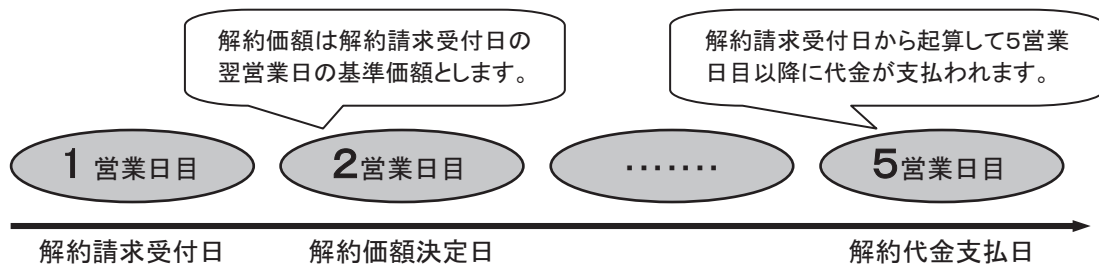 解約価額は解約請求受付日の
翌営業日の基準価額とします。
解約請求受付日から起算して5営業
日目以降に代金が支払われます。
1 営業日目
2営業日目
・・・・・・・
5営業日目
解約請求受付日
解約価額決定日
解約代金支払日